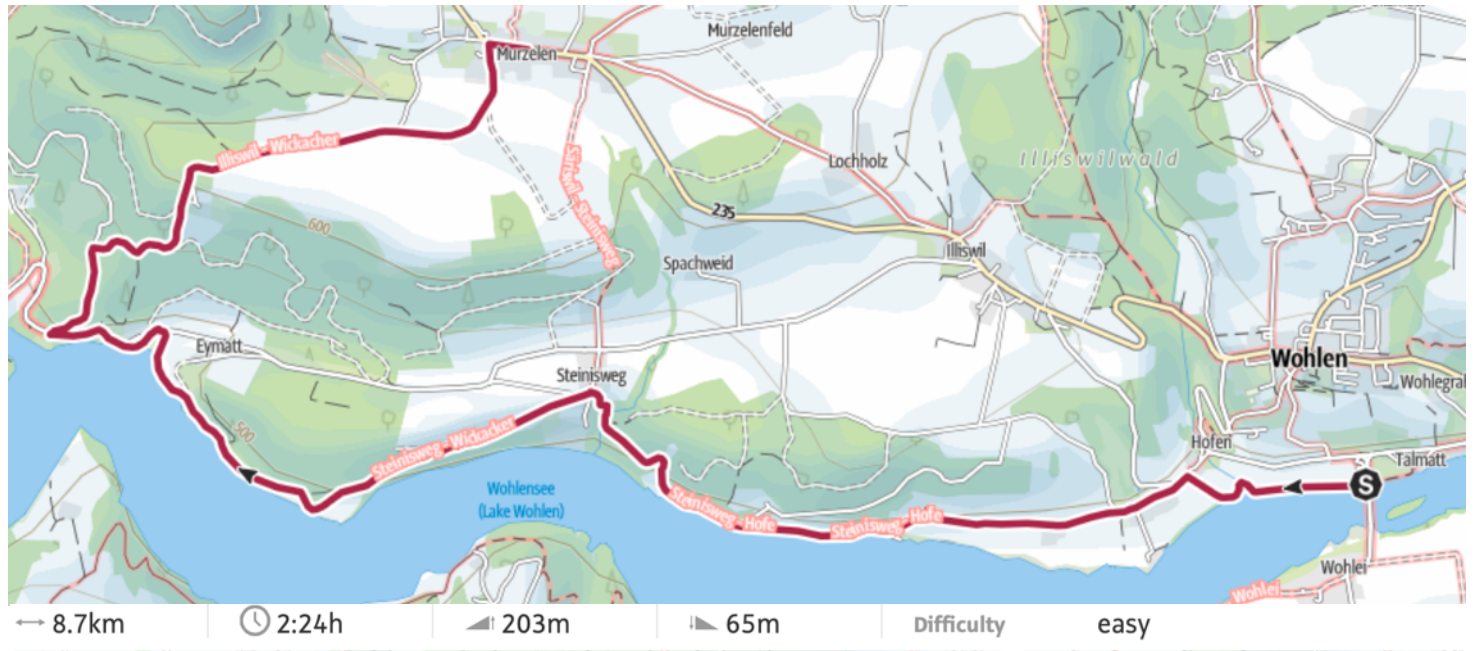 Murzelenfeld
Murzelen
Illiswil - Wickacher
Säriswil - Steinisweg
Lochholz
Illiswilwald
235
600
Illiswil
Spachweid
Eymatt
Steinisweg
Wohlen
Wohlegra
Hofen
Talmatt
500
Steinisweg - Wickacker
S
Wohlensee
(Lake Wohlen)
Steinisweg - Hofe
Steinisweg - Hofe
Wohlei
Wohlei
8.7km
2:24h
203m
65m
Difficulty
easy